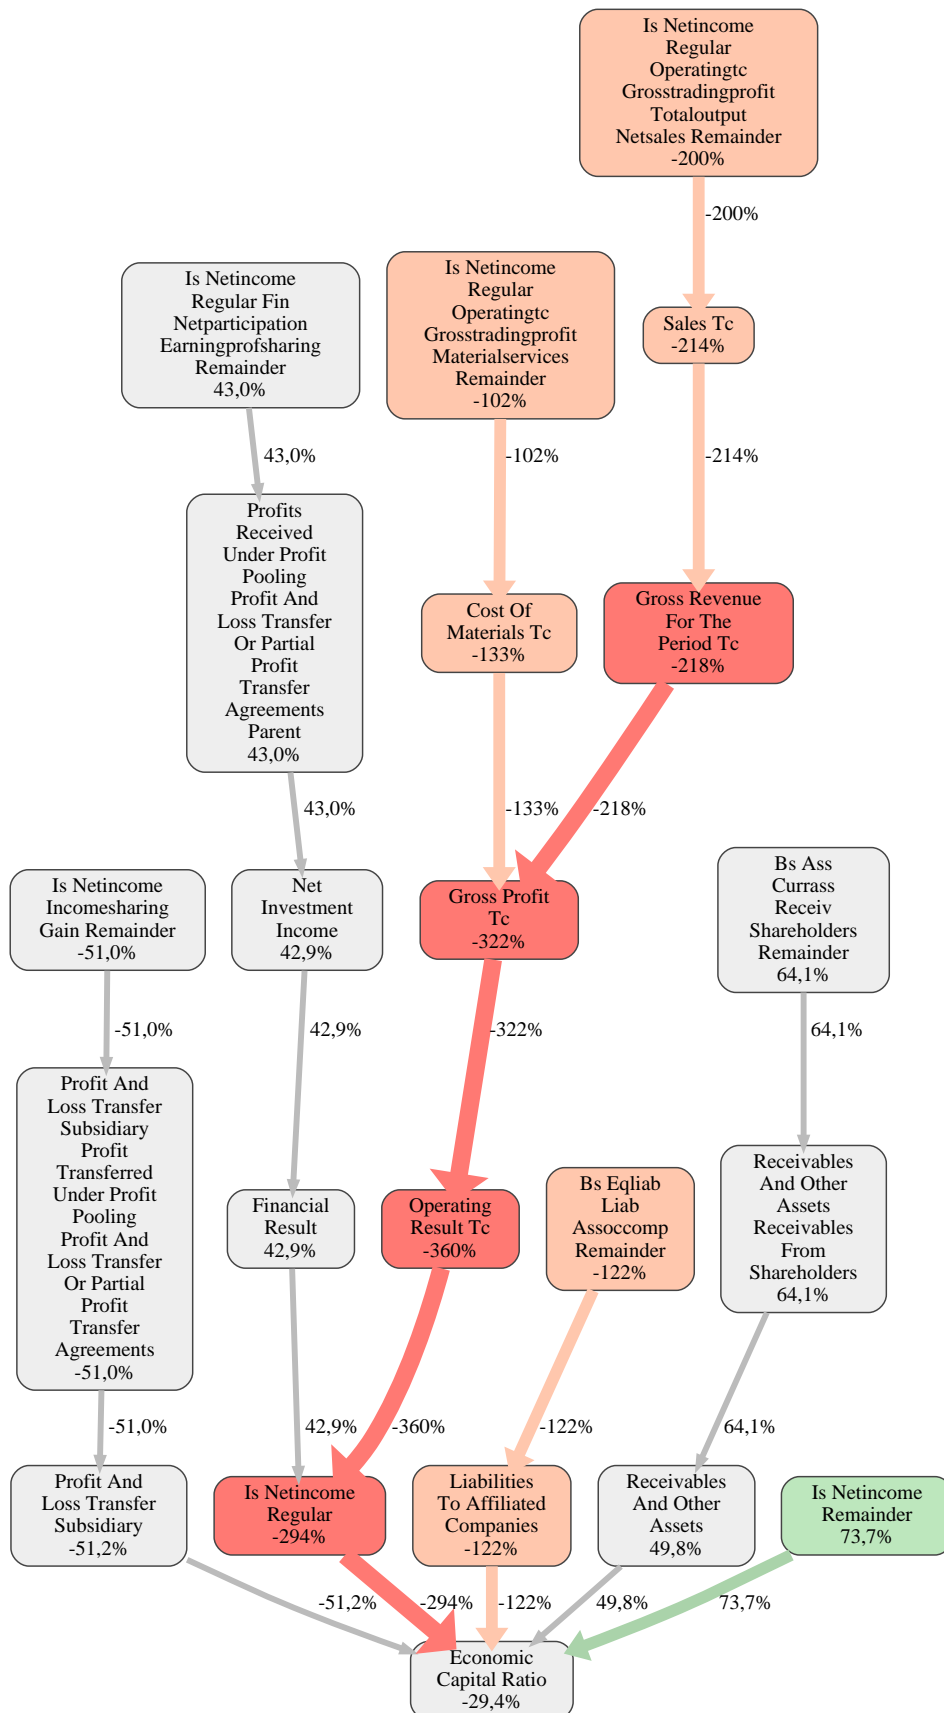 Is Netincome
Regular
Operatingtc
Grosstradingprofit
Totaloutput
Netsales Remainder
-200%
-200%
Is Netincome
Regular Fin
Netparticipation
Earningprofsharing
Remainder
43,0%
Is Netincome
Regular
Operatingtc
Grosstradingprofit
Materialservices
Remainder
-102%
Sales Tc
-214%
43,0%
-102%
-214%
Profits
Received
Under Profit
Pooling
Profit And
Loss Transfer
Or Partial
Profit
Transfer
Agreements
Parent
43,0%
Cost Of
Materials Tc
-133%
Gross Revenue
For The
Period Tc
-218%
43,0%
-133%
-218%
Is Netincome
Incomesharing
Gain Remainder
-51,0%
Net
Investment
Income
42,9%
Gross Profit
Tc
-322%
Bs Ass
Currass
Receiv
Shareholders
Remainder
64,1%
-51,0%
42,9%
-322%
64,1%
Profit And
Loss Transfer
Subsidiary
Profit
Transferred
Under Profit
Pooling
Profit And
Loss Transfer
Or Partial
Profit
Transfer
Agreements
-51,0%
Financial
Result
42,9%
Operating
Result Tc
-360%
Bs Eqliab
Liab
Assoccomp
Remainder
-122%
Receivables
And Other
Assets
Receivables
From
Shareholders
64,1%
-51,0%
42,9%
-360%
-122%
64,1%
Profit And
Loss Transfer
Subsidiary
-51,2%
Is Netincome
Regular
-294%
Liabilities
To Affiliated
Companies
-122%
Receivables
And Other
Assets
49,8%
Is Netincome
Remainder
73,7%
-51,2%
-294%
-122%
49,8%
73,7%
Economic
Capital Ratio
-29,4%